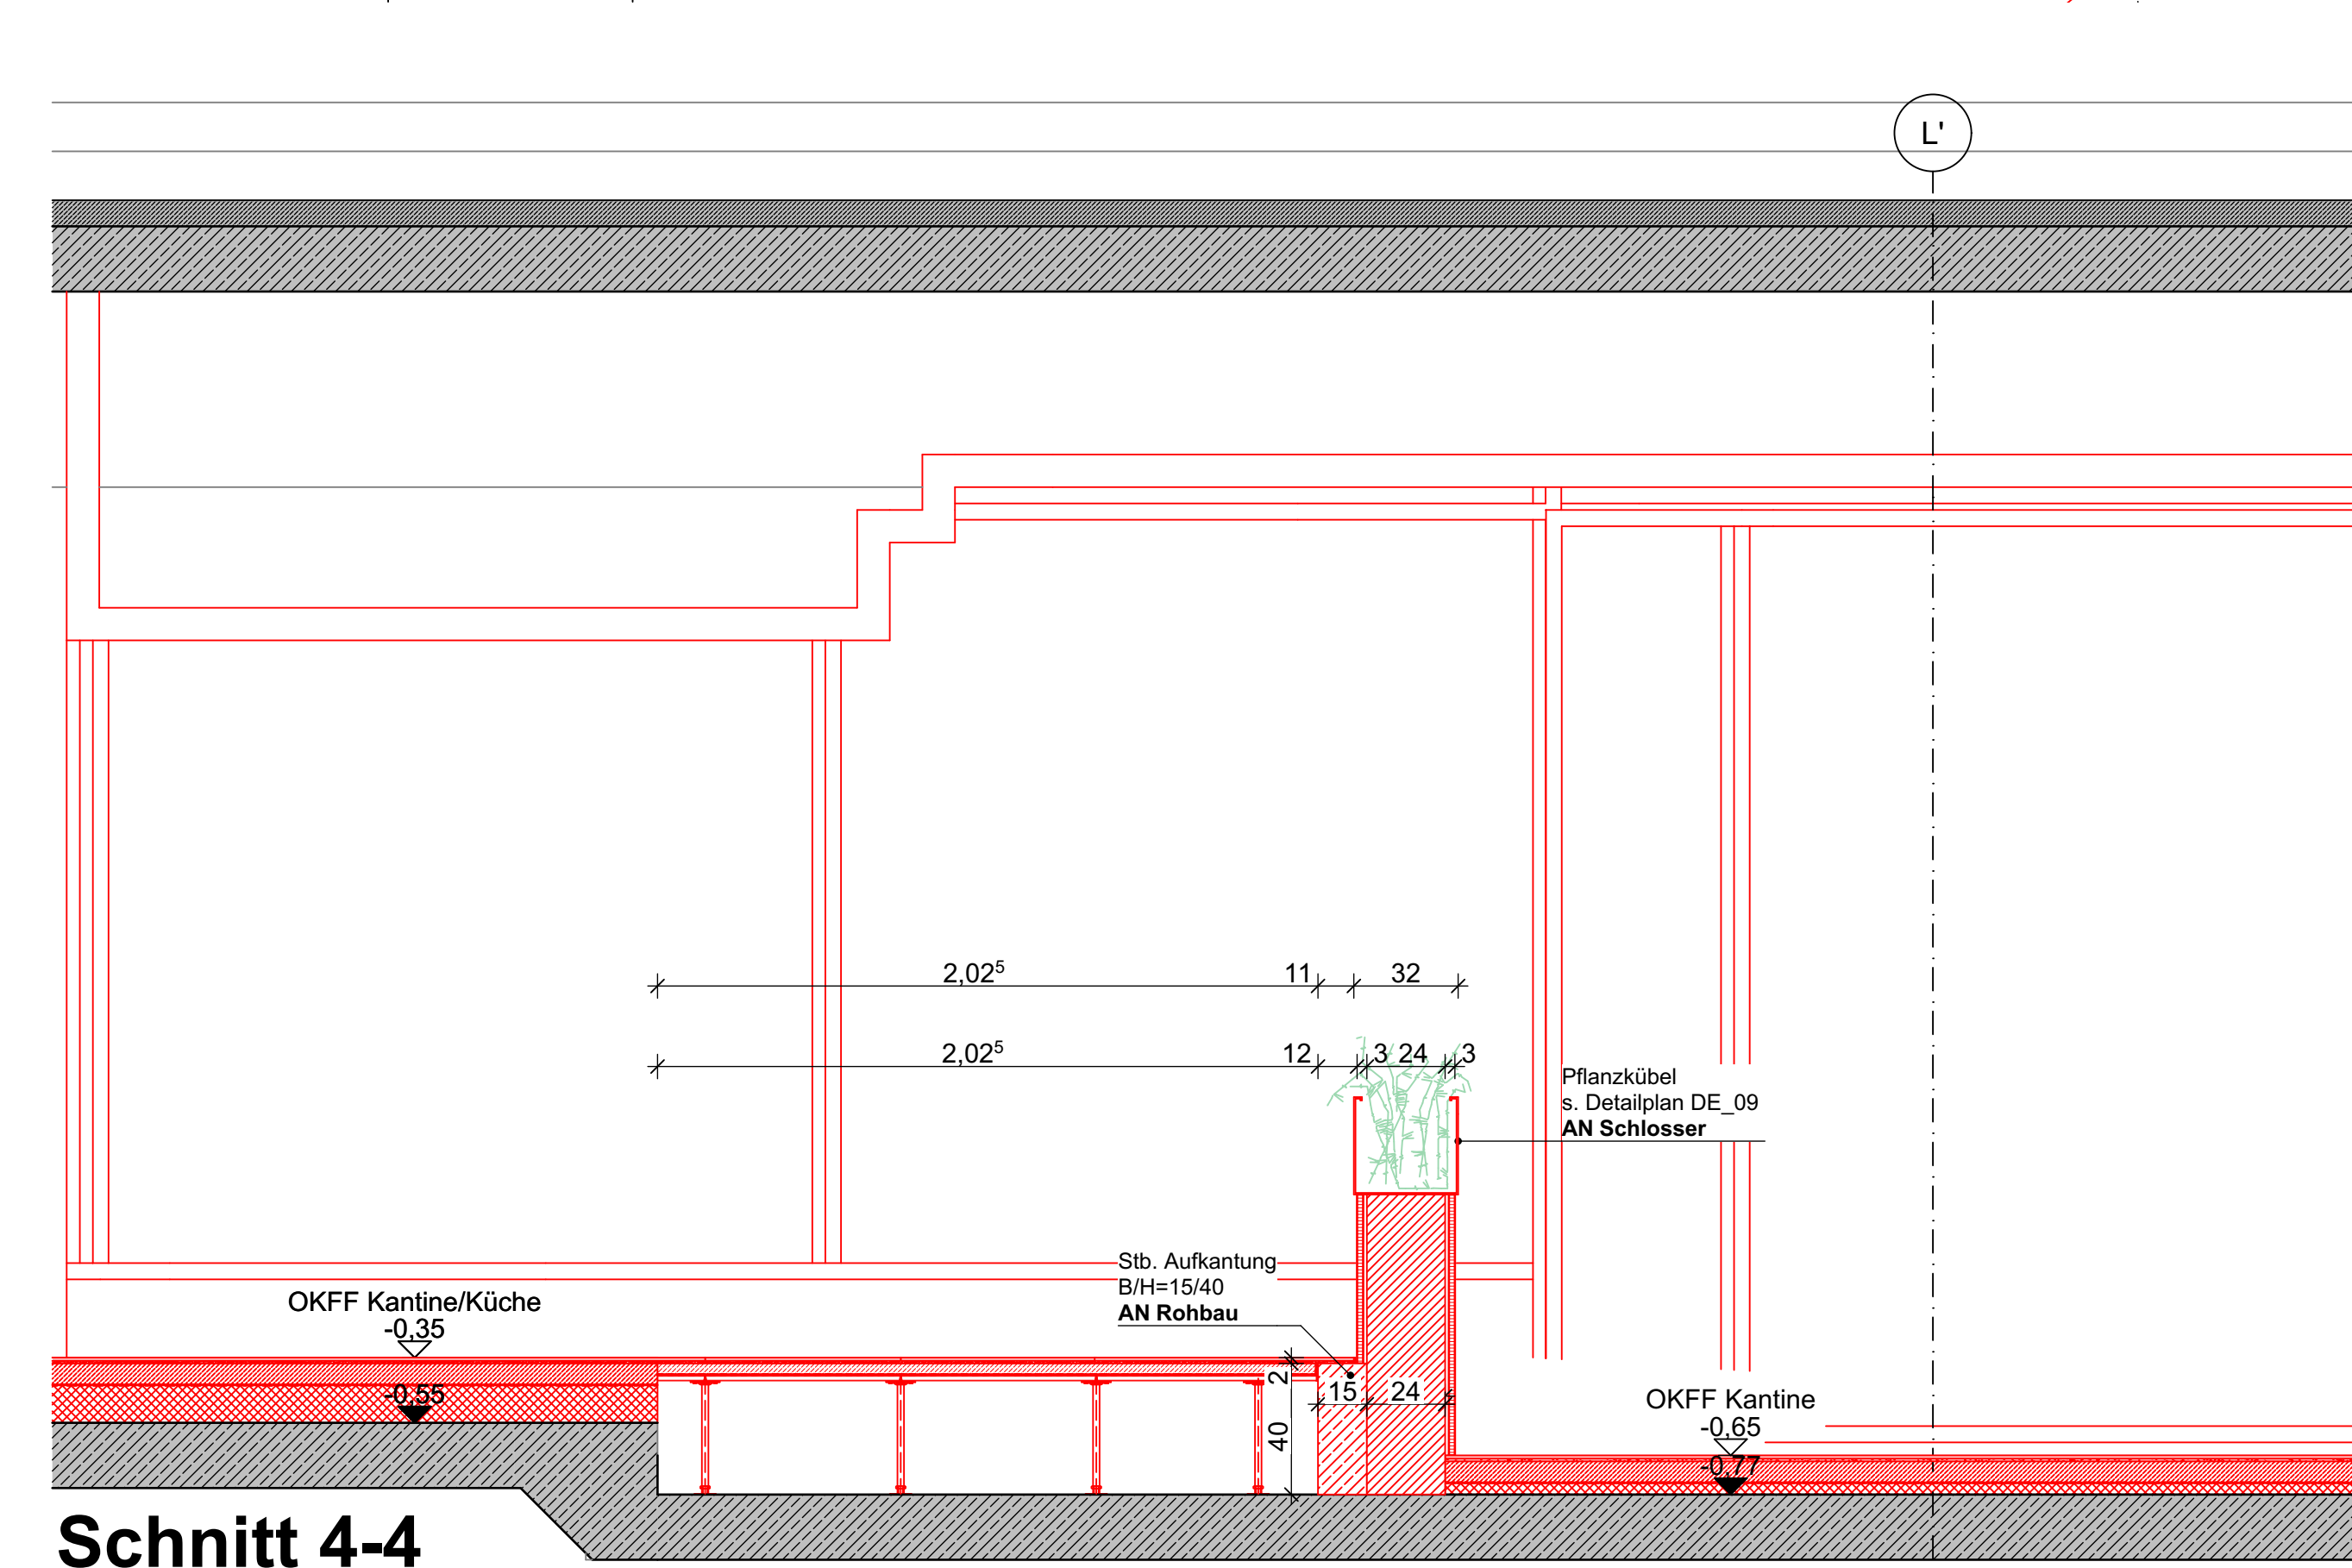 L'
2,02⁵ 11 32
2,02⁵ 12 3 24 3
Pflanzkübel
s. Detailplan DE_09
AN Schlosser
Stb. Aufkantung
B/H=15/40
AN Rohbau
OKFF Kantine/Küche
-0,35
-0,55
2
15 24
40
OKFF Kantine
-0,65
-0,77
Schnitt 4-4